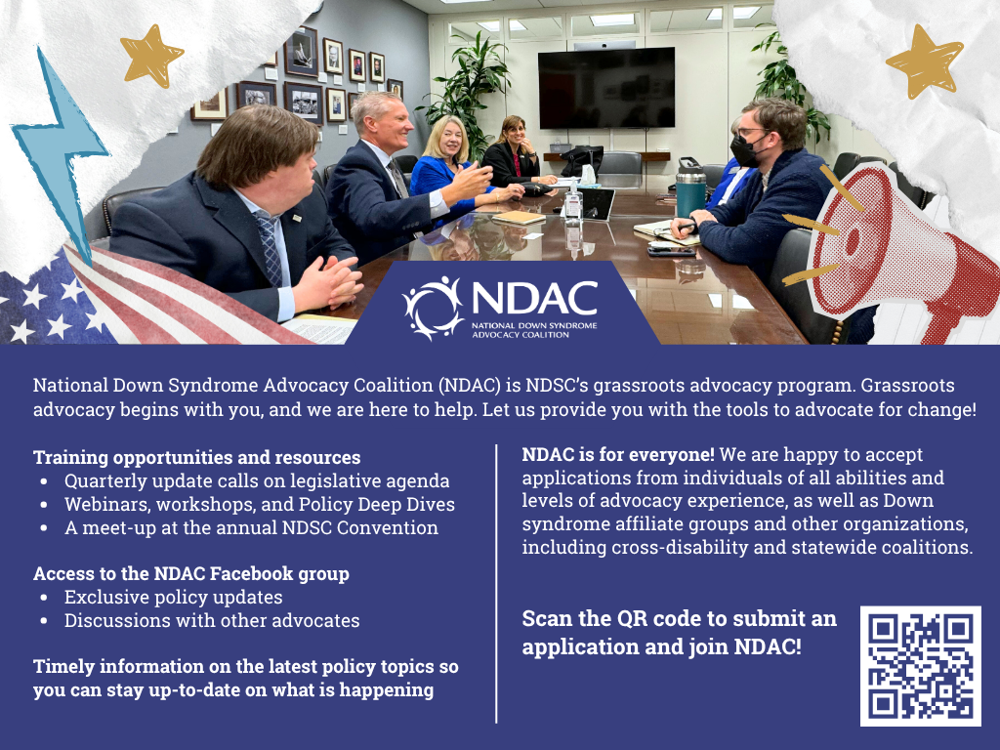 NDAC
NATIONAL DOWN SYNDROME
ADVOCACY COALITION
National Down Syndrome Advocacy Coalition (NDAC) is NDSC’s grassroots advocacy program. Grassroots
advocacy begins with you, and we are here to help. Let us provide you with the tools to advocate for change!
Training opportunities and resources
• Quarterly update calls on legislative agenda
• Webinars, workshops, and Policy Deep Dives
• A meet-up at the annual NDSC Convention
Access to the NDAC Facebook group
• Exclusive policy updates
• Discussions with other advocates
Timely information on the latest policy topics so
you can stay up-to-date on what is happening
NDAC is for everyone! We are happy to accept
applications from individuals of all abilities and
levels of advocacy experience, as well as Down
syndrome affiliate groups and other organizations,
including cross-disability and statewide coalitions.
Scan the QR code to submit an
application and join NDAC!